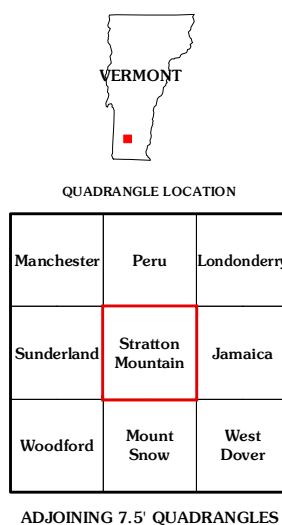 VERMONT
QUADRANGLE LOCATION
Manchester Peru Londonderry
Sunderland Stratton Mountain Jamaica
Woodford Mount Snow West Dover
ADJOINING 7.5' QUADRANGLES